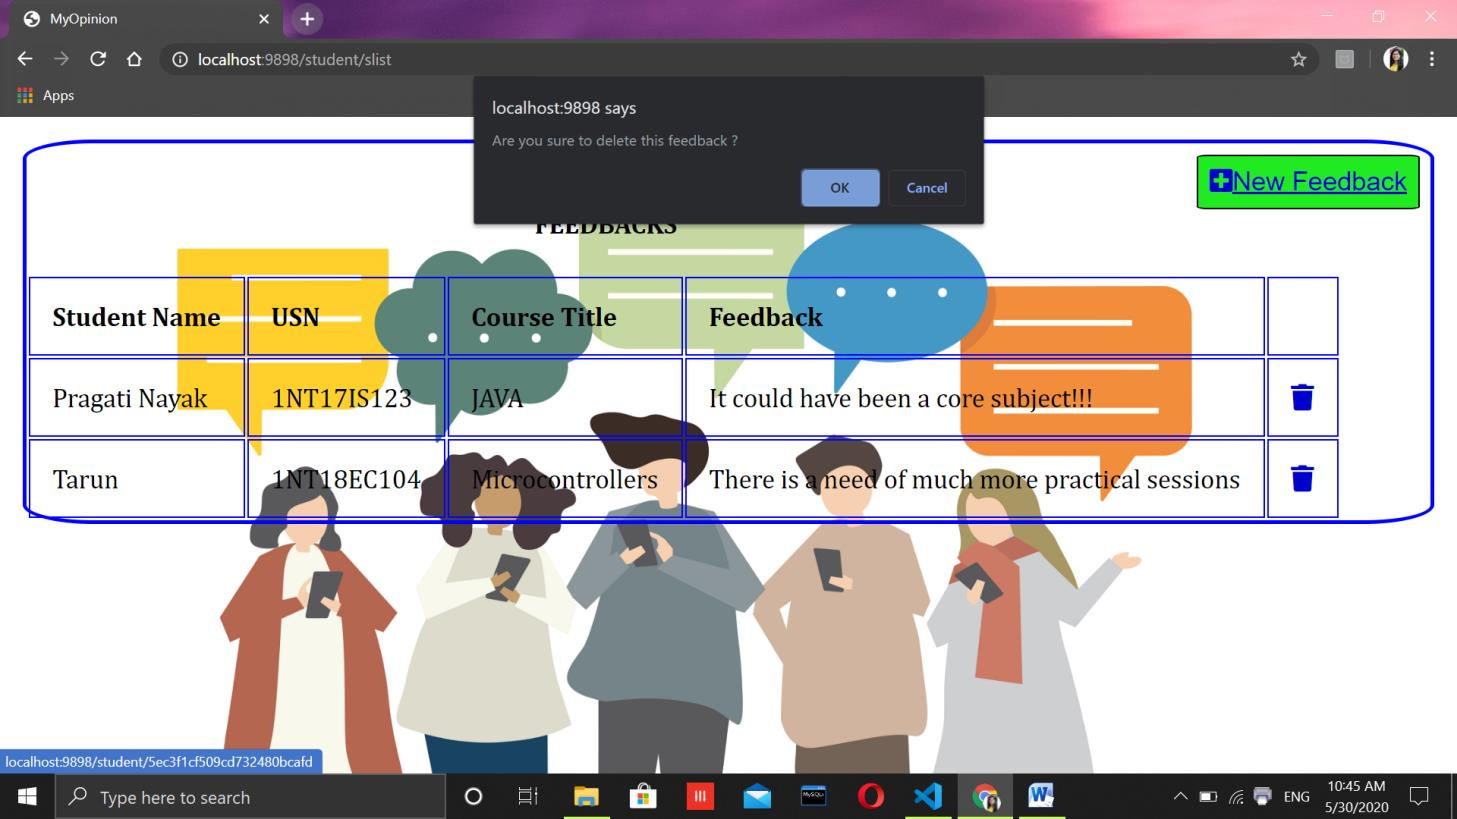 MyOpinion
localhost:9898/student/slist
Apps
localhost:9898 says
Are you sure to delete this feedback ?
OK
Cancel
New Feedback
FEEDBACKS
Student Name USN Course Title Feedback
Pragati Nayak 1NT17IS123 JAVA It could have been a core subject!!!
Tarun 1NT18EC104 Microcontrollers There is a need of much more practical sessions
localhost:9898/student/5ec3f1cf509cd732480bcafd
Type here to search
MySQL
ENG
10:45 AM
5/30/2020